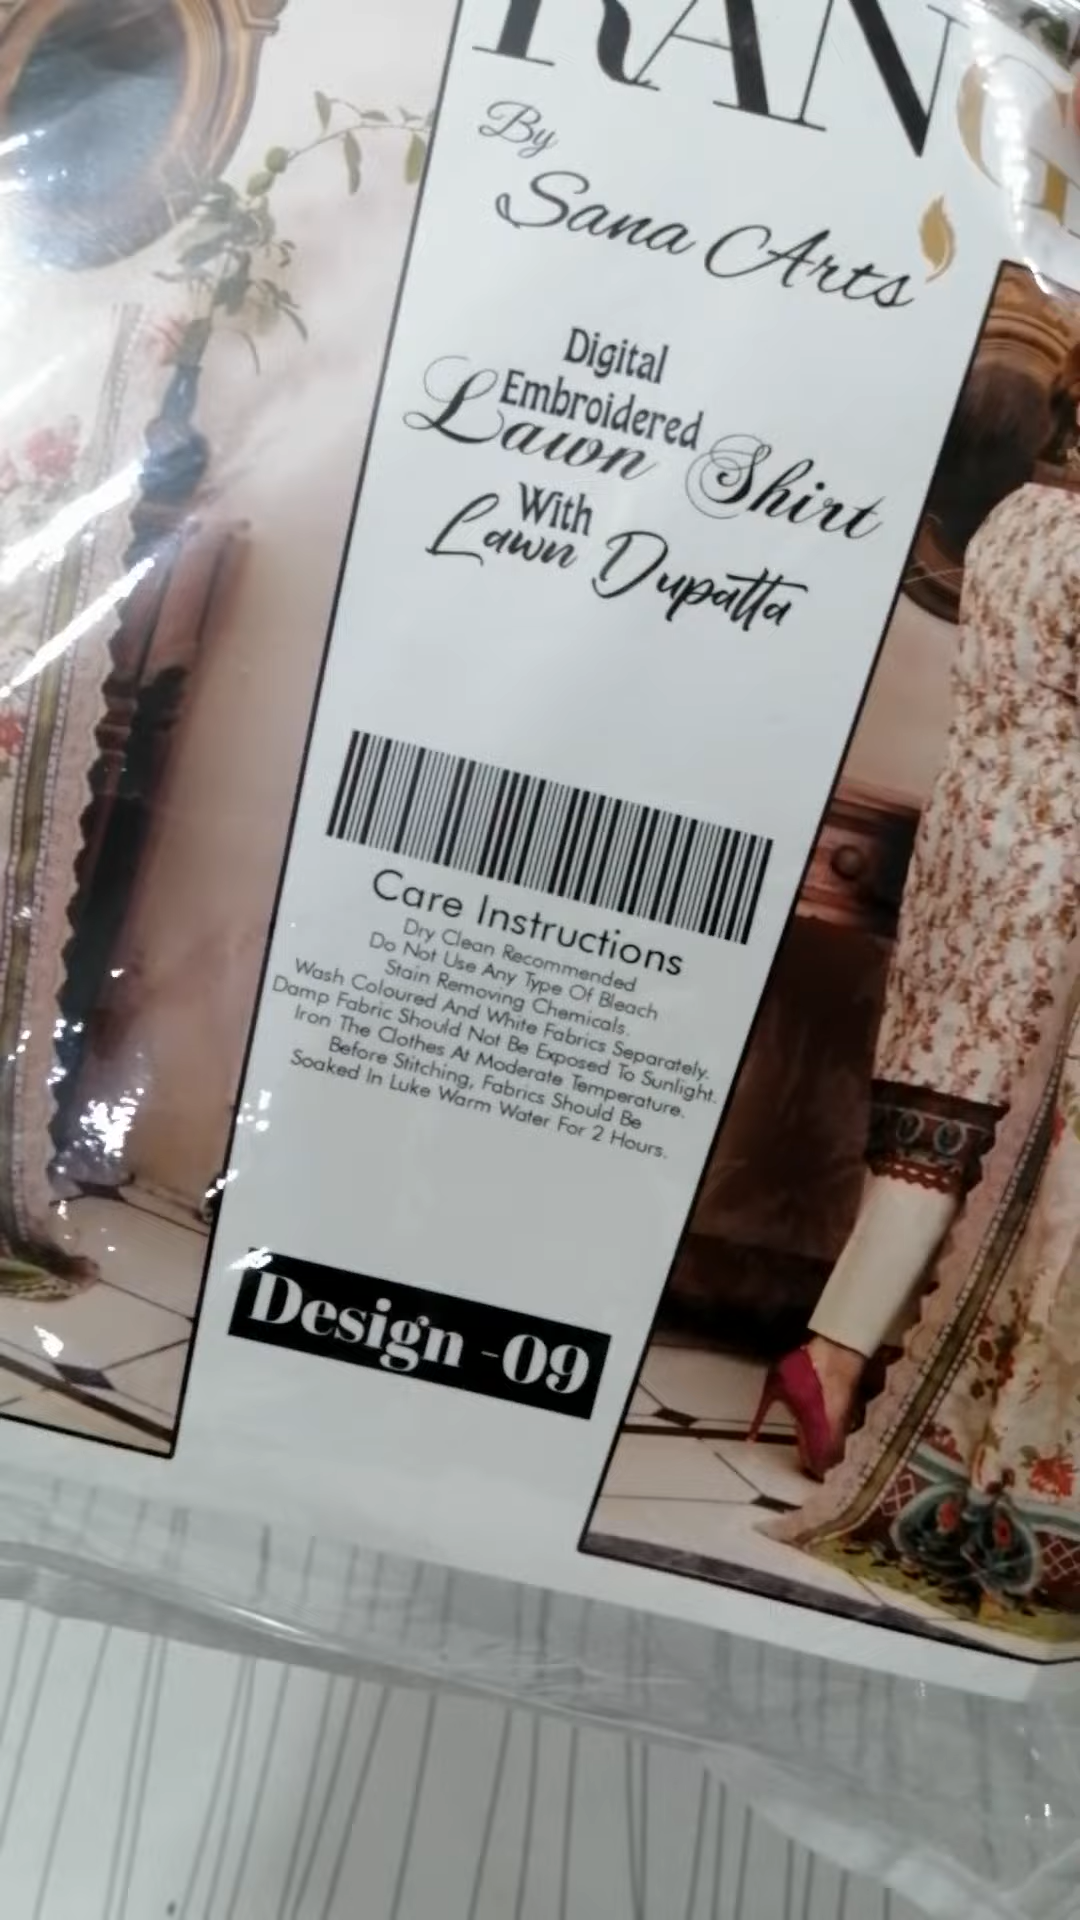 RANG
By
Sana Arts
Digital
Embroidered
Lawn Shirt
With
Lawn Dupatta
Care Instructions
Dry Clean Recommended
Do Not Use Any Type Of Bleach
Stain Removing Chemicals.
Wash Coloured And White Fabrics Separately.
Damp Fabric Should Not Be Exposed To Sunlight.
Iron The Clothes At Moderate Temperature.
Before Stitching, Fabrics Should Be
Soaked In Luke Warm Water For 2 Hours.
Design -09